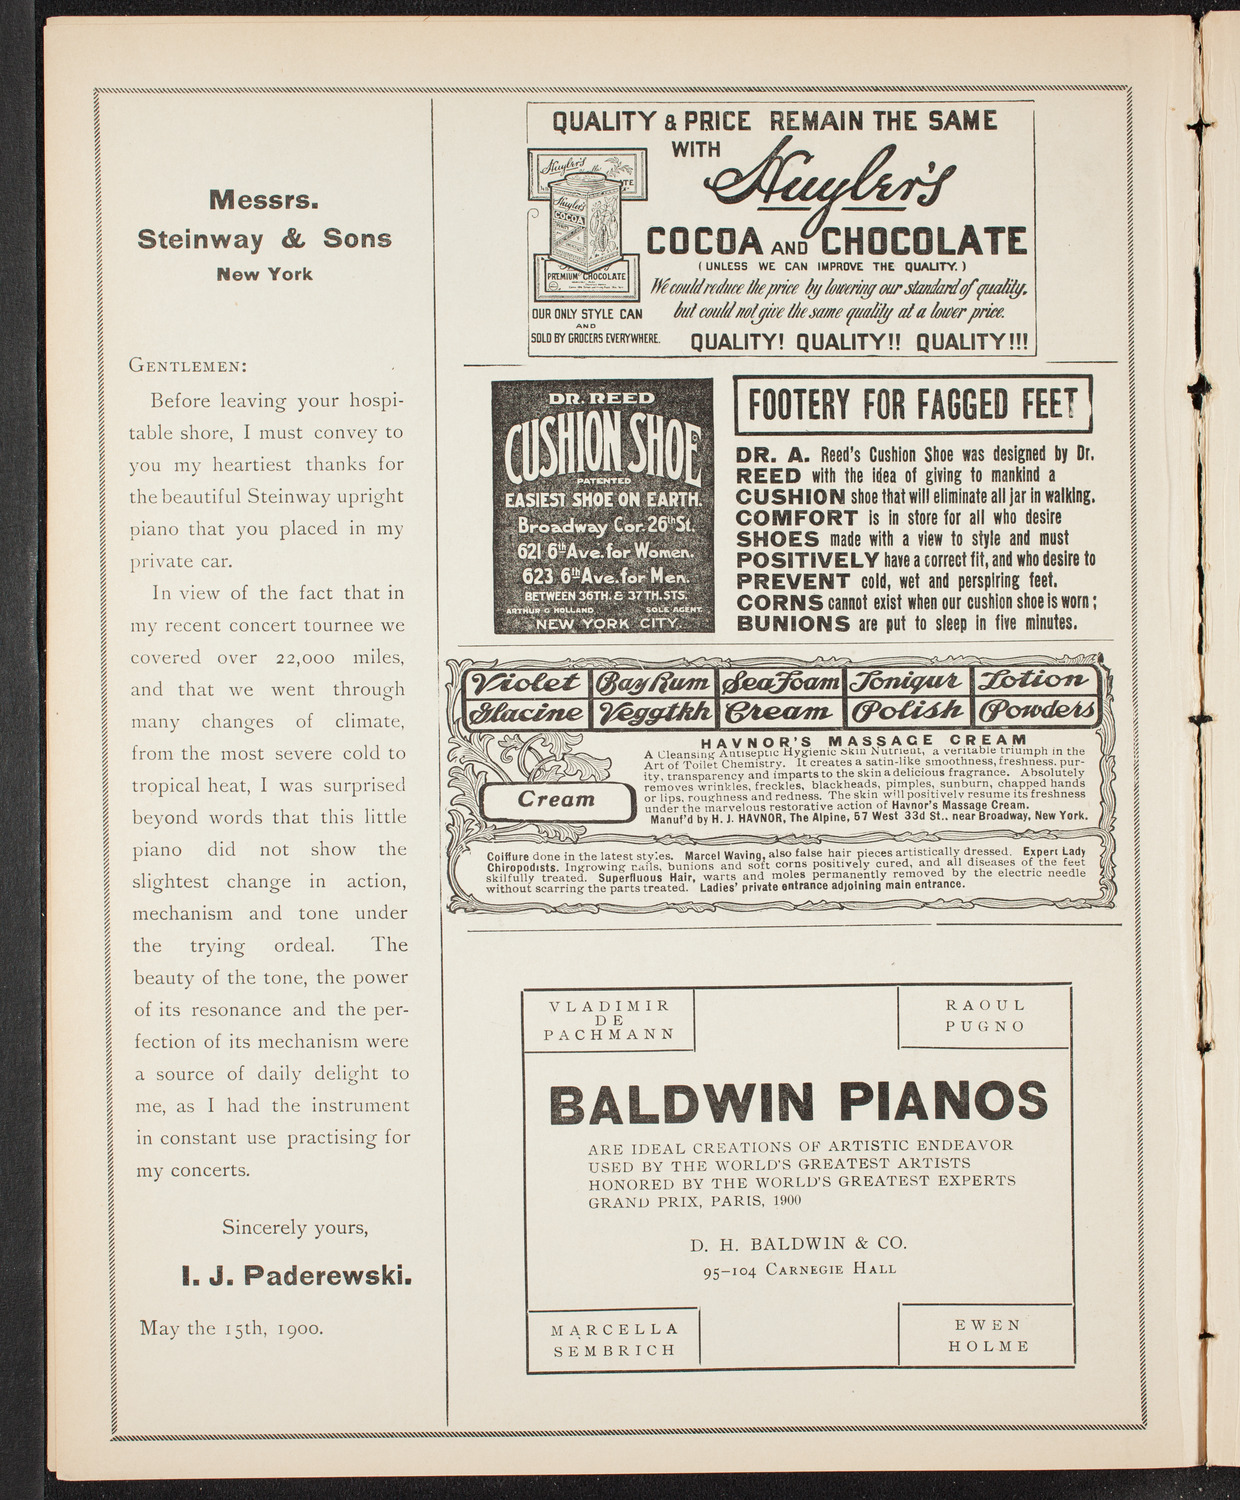 Messrs.
Steinway & Sons
New York
GENTLEMEN:
Before leaving your hospi-
table shore, I must convey to
you my heartiest thanks for
the beautiful Steinway upright
piano that you placed in my
private car.
In view of the fact that in
my recent concert tournee we
covered over 22,000 miles,
and that we went through
many changes of climate,
from the most severe cold to
tropical heat, I was surprised
beyond words that this little
piano did not show the
slightest change in action,
mechanism and tone under
the trying ordeal. The
beauty of the tone, the power
of its resonance and the per-
fection of its mechanism were
a source of daily delight to
me, as I had the instrument
in constant use practising for
my concerts.
Sincerely yours,
I. J. Paderewski.
May the 15th, 1900.
QUALITY & PRICE REMAIN THE SAME
WITH Huyler's
COCOA AND CHOCOLATE
(UNLESS WE CAN IMPROVE THE QUALITY.)
We could reduce the price by lowering our standard of quality,
but could not give the same quality at a lower price.
QUALITY! QUALITY!! QUALITY!!!
Huyler's
Huyler's
COCOA
PREMIUM CHOCOLATE
OUR ONLY STYLE CAN
AND
SOLD BY GROCERS EVERYWHERE.
DR. REED
CUSHION SHOE
PATENTED
EASIEST SHOE ON EARTH.
Broadway Cor. 26th St.
621 6th Ave. for Women.
623 6th Ave. for Men.
BETWEEN 36TH. & 37TH. STS.
ARTHUR G HOLLAND SOLE AGENT.
NEW YORK CITY.
FOOTERY FOR FAGGED FEET
DR. A. Reed's Cushion Shoe was designed by Dr.
REED with the idea of giving to mankind a
CUSHION shoe that will eliminate all jar in walking.
COMFORT is in store for all who desire
SHOES made with a view to style and must
POSITIVELY have a correct fit, and who desire to
PREVENT cold, wet and perspiring feet.
CORNS cannot exist when our cushion shoe is worn;
BUNIONS are put to sleep in five minutes.
Violet Bay Rum Sea Foam Toniqur Lotion
Glacine Veggtkh Cream Polish Powders
HAVNOR'S MASSAGE CREAM
A Cleansing Antiseptic Hygienic Skin Nutrient, a veritable triumph in the
Art of Toilet Chemistry. It creates a satin-like smoothness, freshness. pur-
ity, transparency and imparts to the skin a delicious fragrance. Absolutely
removes wrinkles, freckles, blackheads, pimples, sunburn, chapped hands
or lips, roughness and redness. The skin will positively resume its freshness
under the marvelous restorative action of Havnor's Massage Cream.
Manuf'd by H. J. HAVNOR, The Alpine, 57 West 33d St.. near Broadway, New York.
Cream
Coiffure done in the latest styles. Marcel Waving, also false hair pieces artistically dressed. Expert Lady
Chiropodists. Ingrowing nails, bunions and soft corns positively cured, and all diseases of the feet
skilfully treated. Superfluous Hair, warts and moles permanently removed by the electric needle
without scarring the parts treated. Ladies' private entrance adjoining main entrance.
VLADIMIR
DE
PACHMANN
RAOUL
PUGNO
BALDWIN PIANOS
ARE IDEAL CREATIONS OF ARTISTIC ENDEAVOR
USED BY THE WORLD'S GREATEST ARTISTS
HONORED BY THE WORLD'S GREATEST EXPERTS
GRAND PRIX, PARIS, 1900
D. H. BALDWIN & CO.
95-104 CARNEGIE HALL
MARCELLA
SEMBRICH
EWEN
HOLME